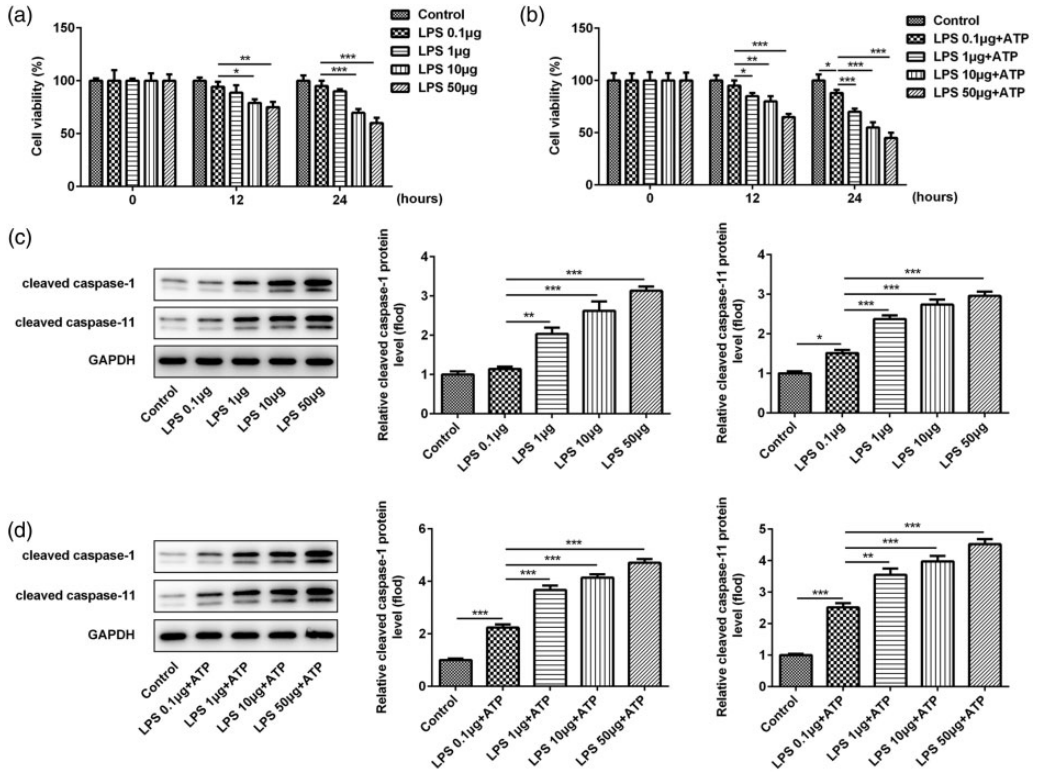 (a)
150
100
50
0
Cell viability (%)
0
12
24
(hours)
*
**
***
***
Control
LPS 0.1μg
LPS 1μg
LPS 10μg
LPS 50μg
(b)
150
100
50
0
Cell viability (%)
0
12
24
(hours)
*
**
***
*
***
***
***
Control
LPS 0.1μg+ATP
LPS 1μg+ATP
LPS 10μg+ATP
LPS 50μg+ATP
(c)
cleaved caspase-1
cleaved caspase-11
GAPDH
Control
LPS 0.1μg
LPS 1μg
LPS 10μg
LPS 50μg
Relative cleaved caspase-1 protein
level (flod)
4
3
2
1
0
***
***
**
Control
LPS 0.1μg
LPS 1μg
LPS 10μg
LPS 50μg
Relative cleaved caspase-11 protein
level (flod)
4
3
2
1
0
***
***
***
*
Control
LPS 0.1μg
LPS 1μg
LPS 10μg
LPS 50μg
(d)
cleaved caspase-1
cleaved caspase-11
GAPDH
Control
LPS 0.1μg+ATP
LPS 1μg+ATP
LPS 10μg+ATP
LPS 50μg+ATP
Relative cleaved caspase-1 protein
level (flod)
6
4
2
0
***
***
***
***
Control
LPS 0.1μg+ATP
LPS 1μg+ATP
LPS 10μg+ATP
LPS 50μg+ATP
Relative cleaved caspase-11 protein
level (flod)
5
4
3
2
1
0
***
***
**
***
Control
LPS 0.1μg+ATP
LPS 1μg+ATP
LPS 10μg+ATP
LPS 50μg+ATP